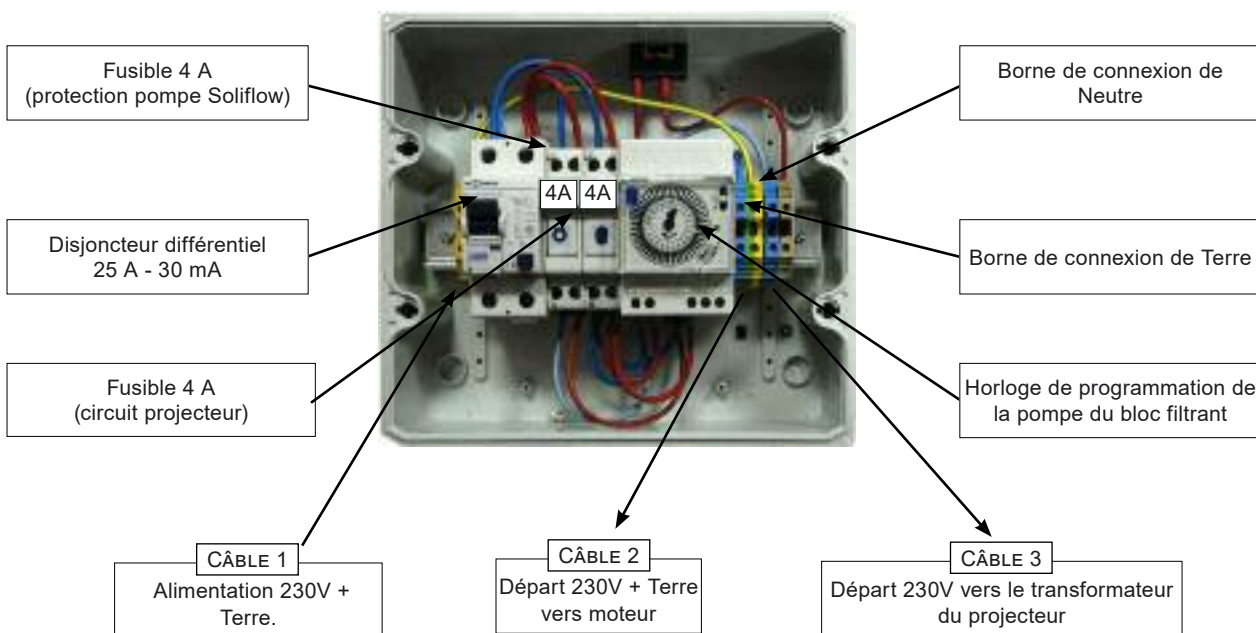 Fusible 4 A
(protection pompe Soliflow)
Borne de connexion de
Neutre
4A
4A
Disjoncteur différentiel
25 A - 30 mA
Borne de connexion de Terre
Fusible 4 A
(circuit projecteur)
Horloge de programmation de
la pompe du bloc filtrant
CÂBLE 1
Alimentation 230V +
Terre.
CÂBLE 2
Départ 230V + Terre
vers moteur
CÂBLE 3
Départ 230V vers le transformateur
du projecteur